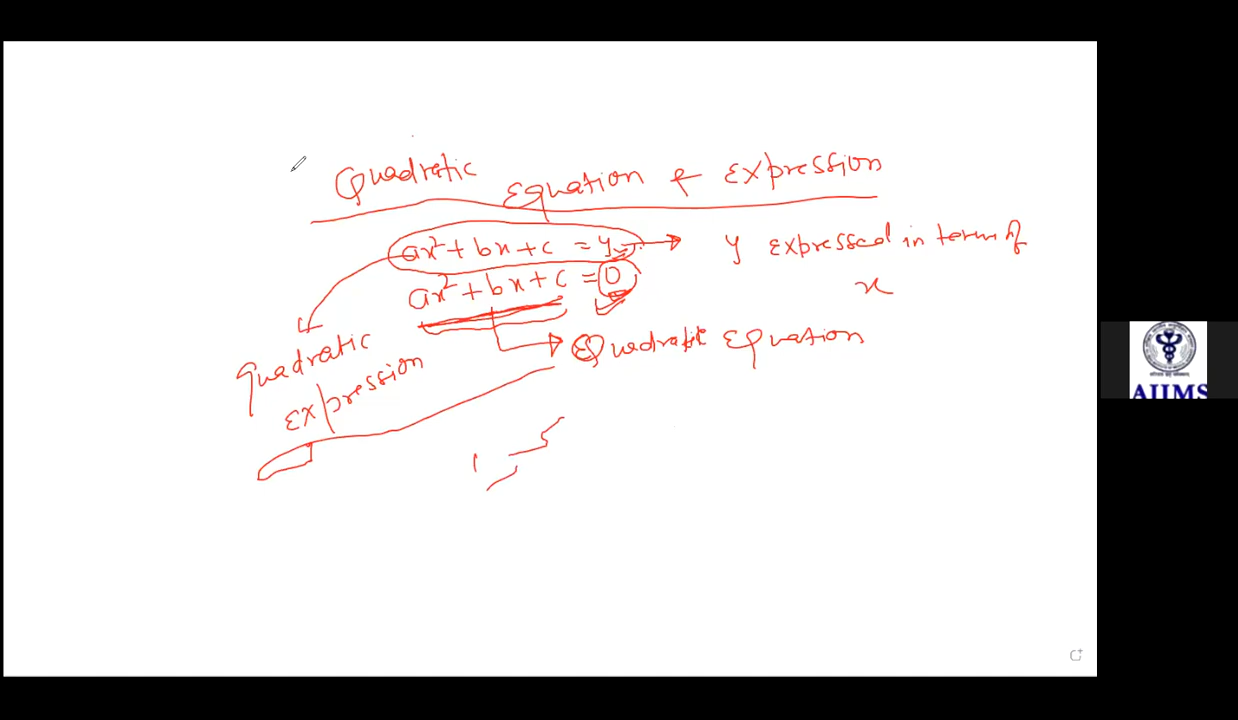 Quadratic Equation & Expression
ax²+bx+c = y → y expressed in term of x
ax²+bx+c = 0
Quadratic Expression
Quadratic Equation
AIIMS